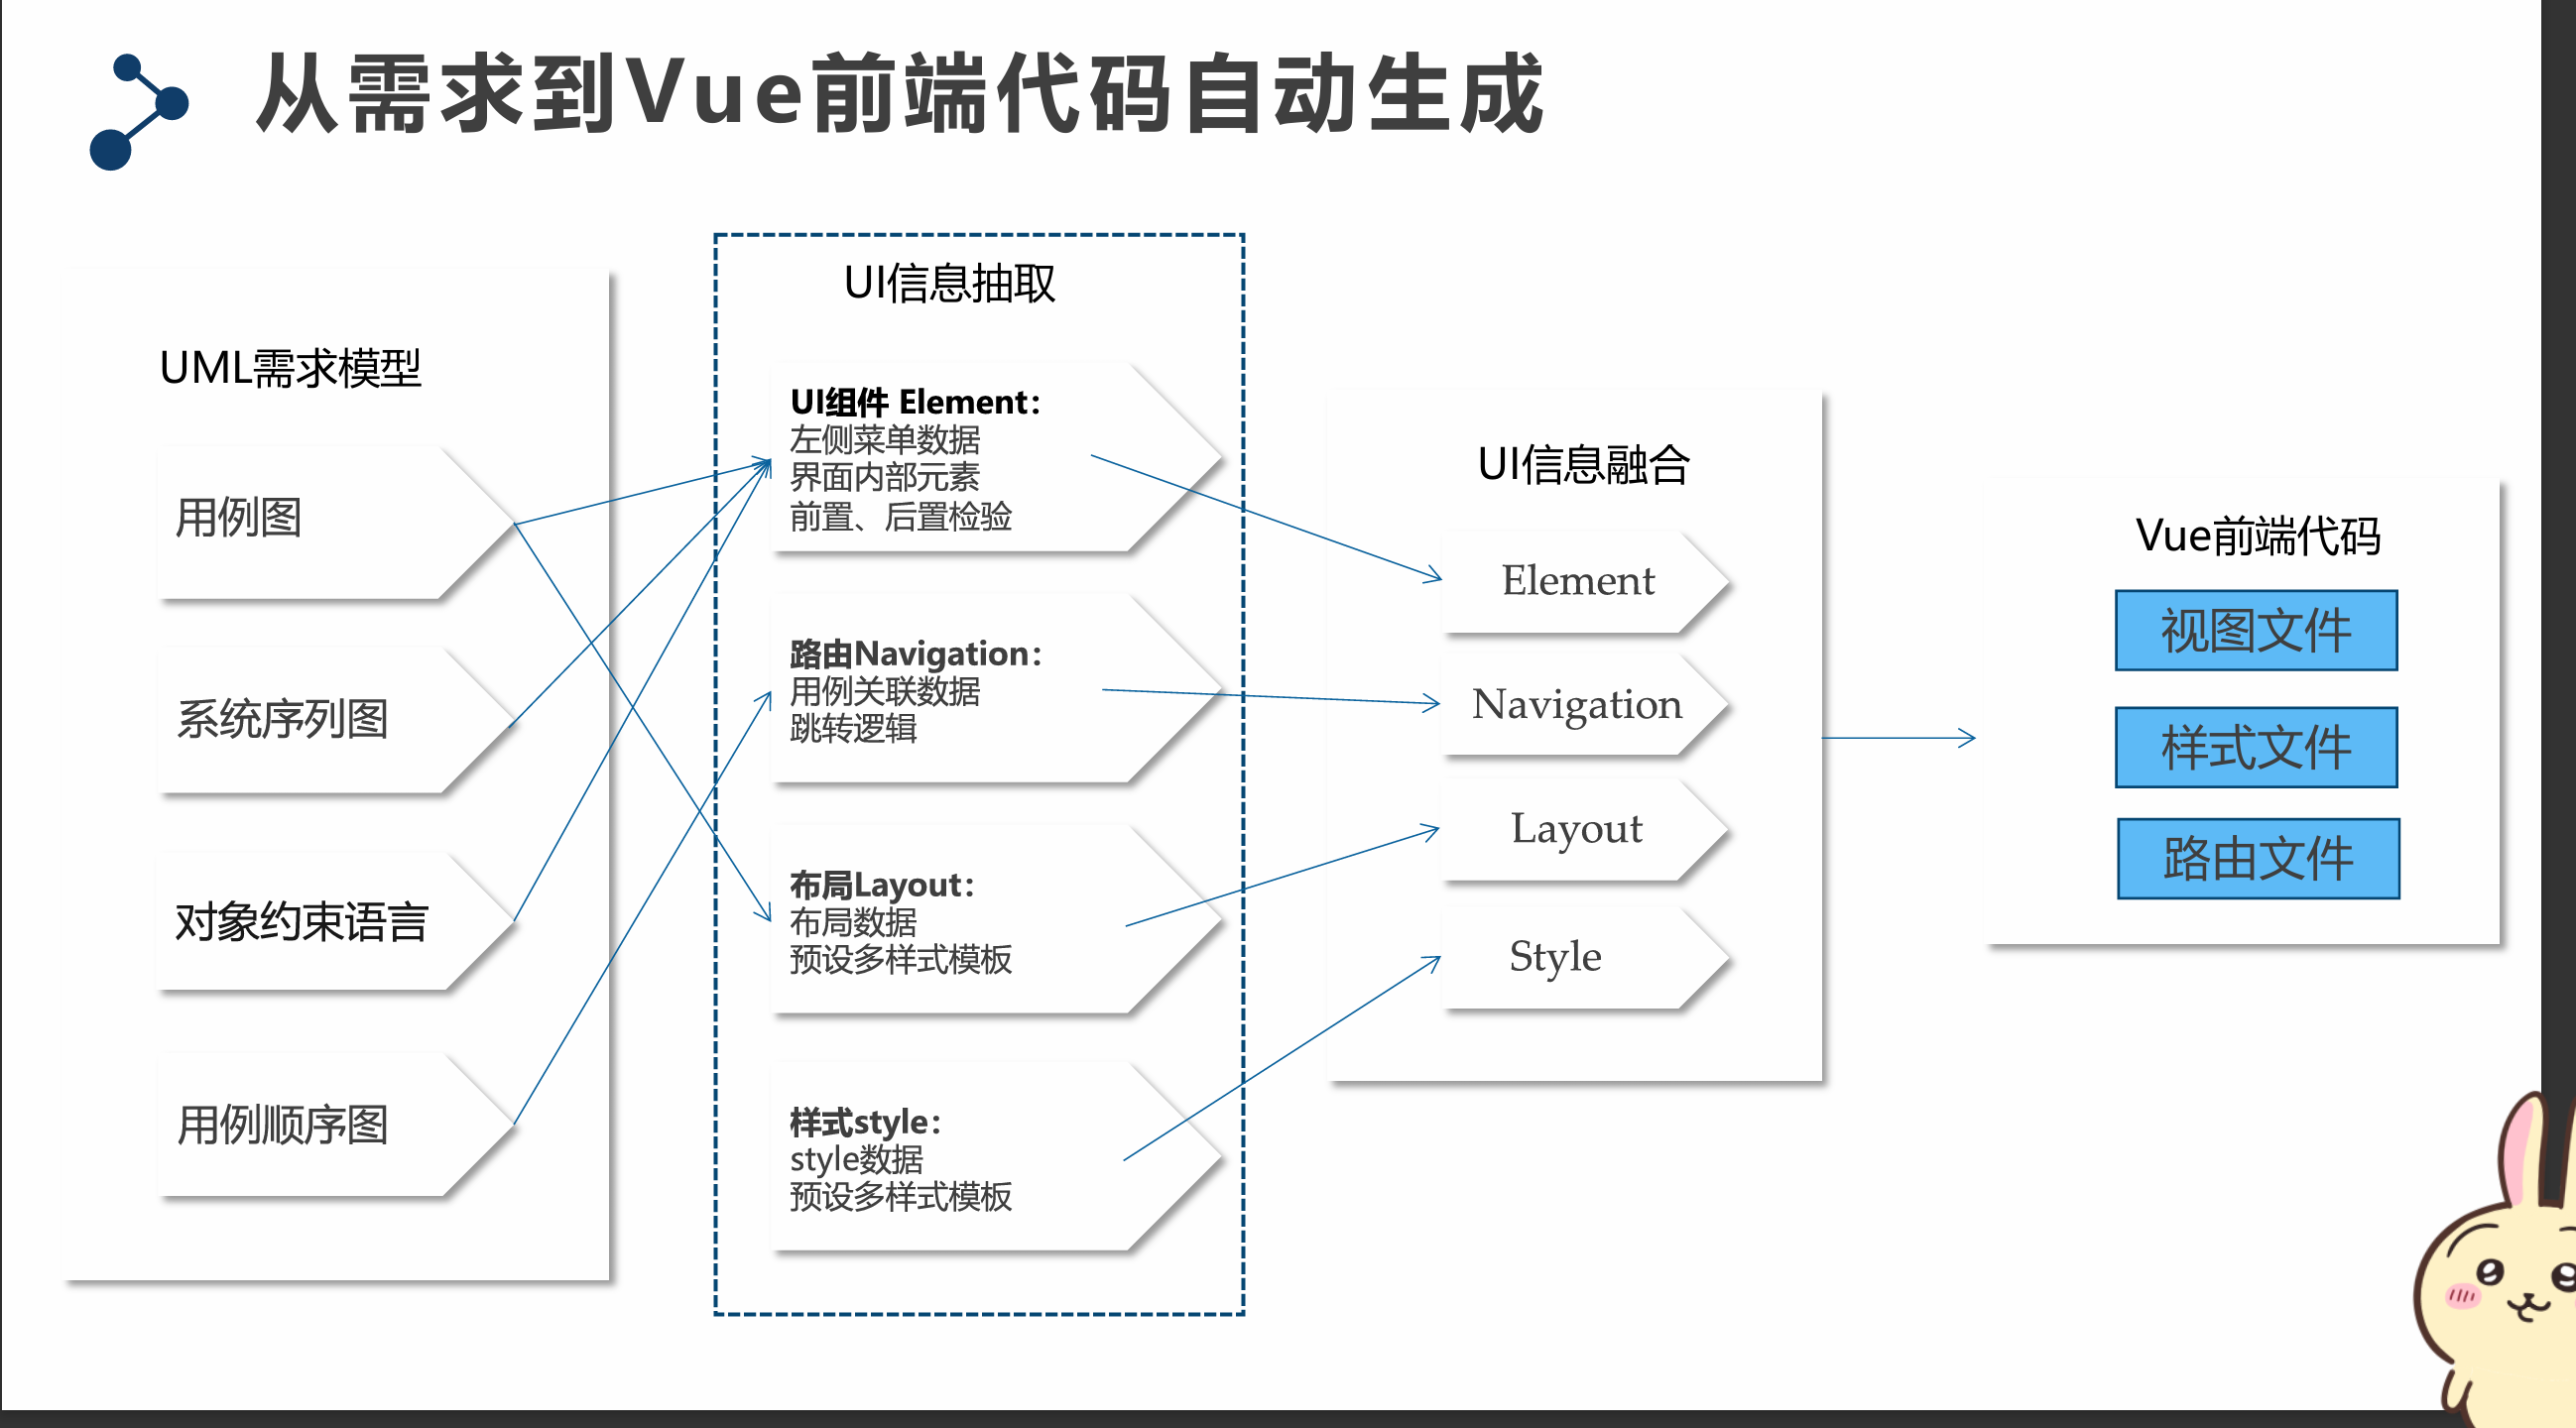 从需求到Vue前端代码自动生成
UML需求模型
用例图
系统序列图
对象约束语言
用例顺序图
UI信息抽取
UI组件 Element：
左侧菜单数据
界面内部元素
前置、后置检验
路由Navigation：
用例关联数据
跳转逻辑
布局Layout：
布局数据
预设多样式模板
样式style：
style数据
预设多样式模板
UI信息融合
Element
Navigation
Layout
Style
Vue前端代码
视图文件
样式文件
路由文件